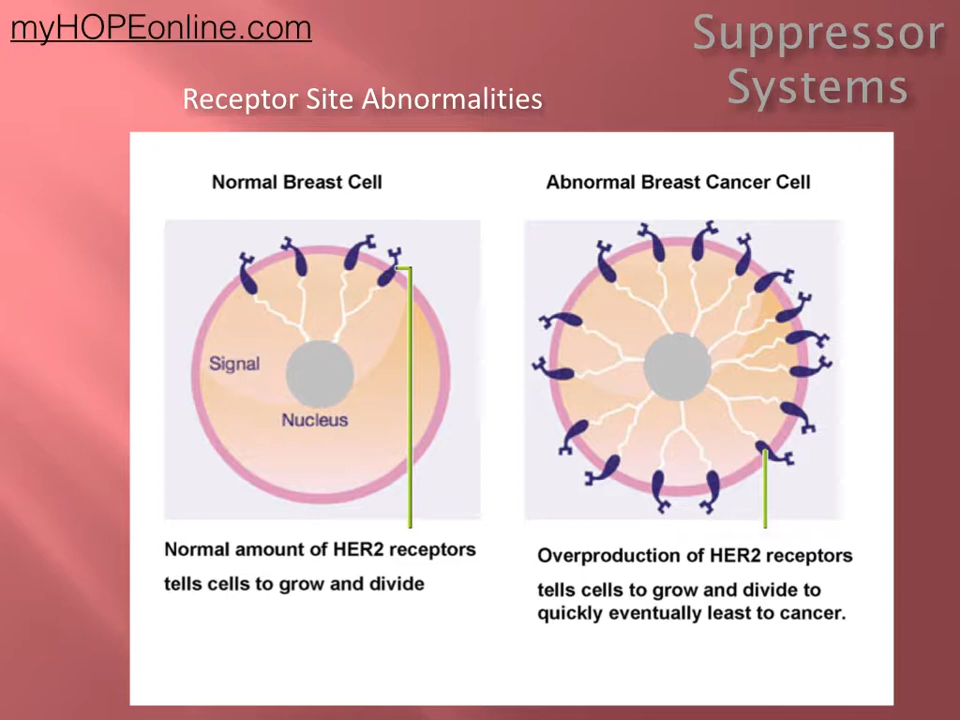 myHOPEonline.com
Suppressor
Systems
Receptor Site Abnormalities
Normal Breast Cell
Abnormal Breast Cancer Cell
Signal
Nucleus
Normal amount of HER2 receptors
tells cells to grow and divide
Overproduction of HER2 receptors
tells cells to grow and divide to
quickly eventually least to cancer.